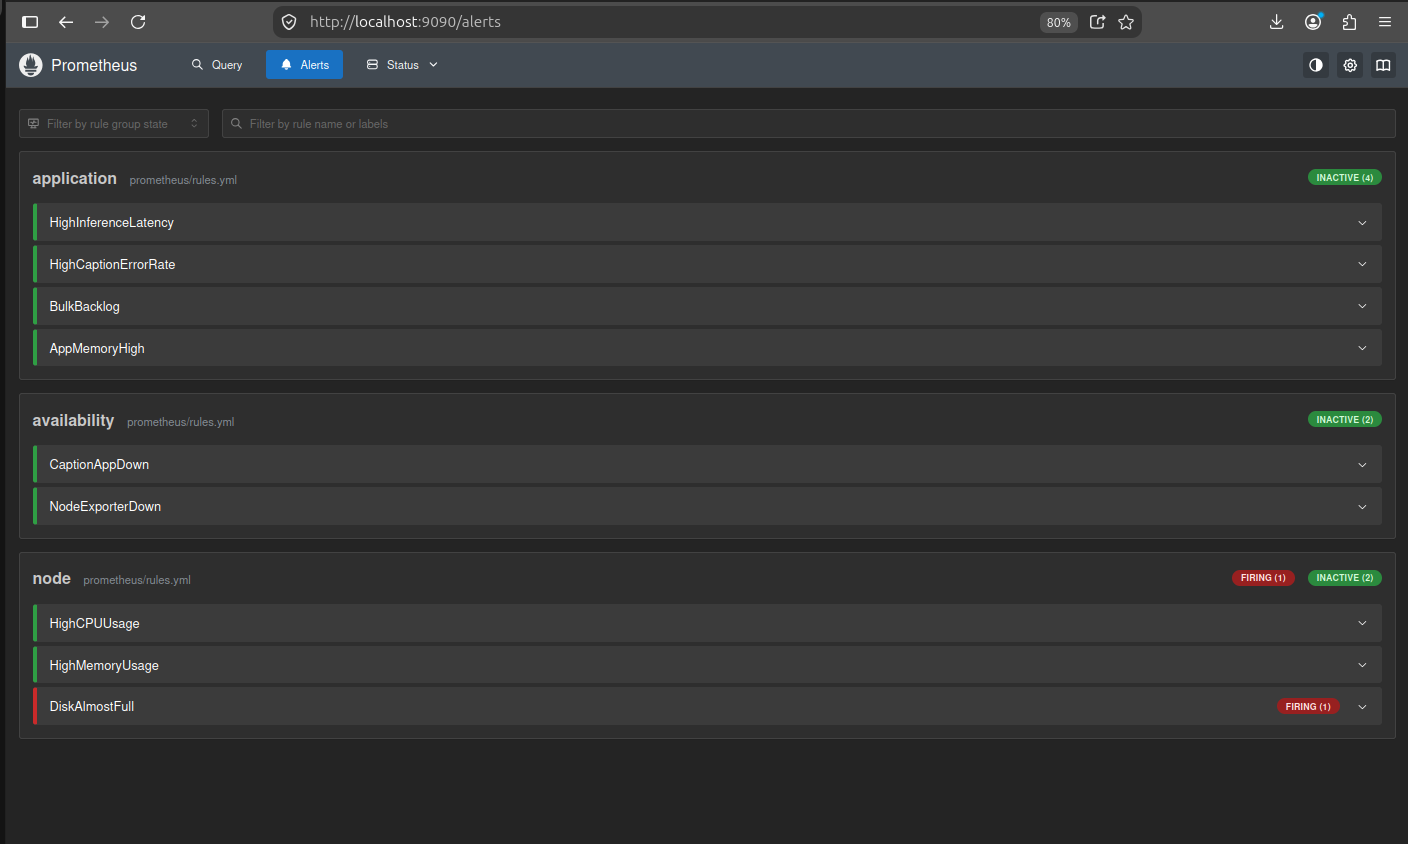 http://localhost:9090/alerts 80%
Prometheus Query Alerts Status
Filter by rule group state Filter by rule name or labels
application prometheus/rules.yml INACTIVE (4)
HighInferenceLatency
HighCaptionErrorRate
BulkBacklog
AppMemoryHigh
availability prometheus/rules.yml INACTIVE (2)
CaptionAppDown
NodeExporterDown
node prometheus/rules.yml FIRING (1) INACTIVE (2)
HighCPUUsage
HighMemoryUsage
DiskAlmostFull FIRING (1)